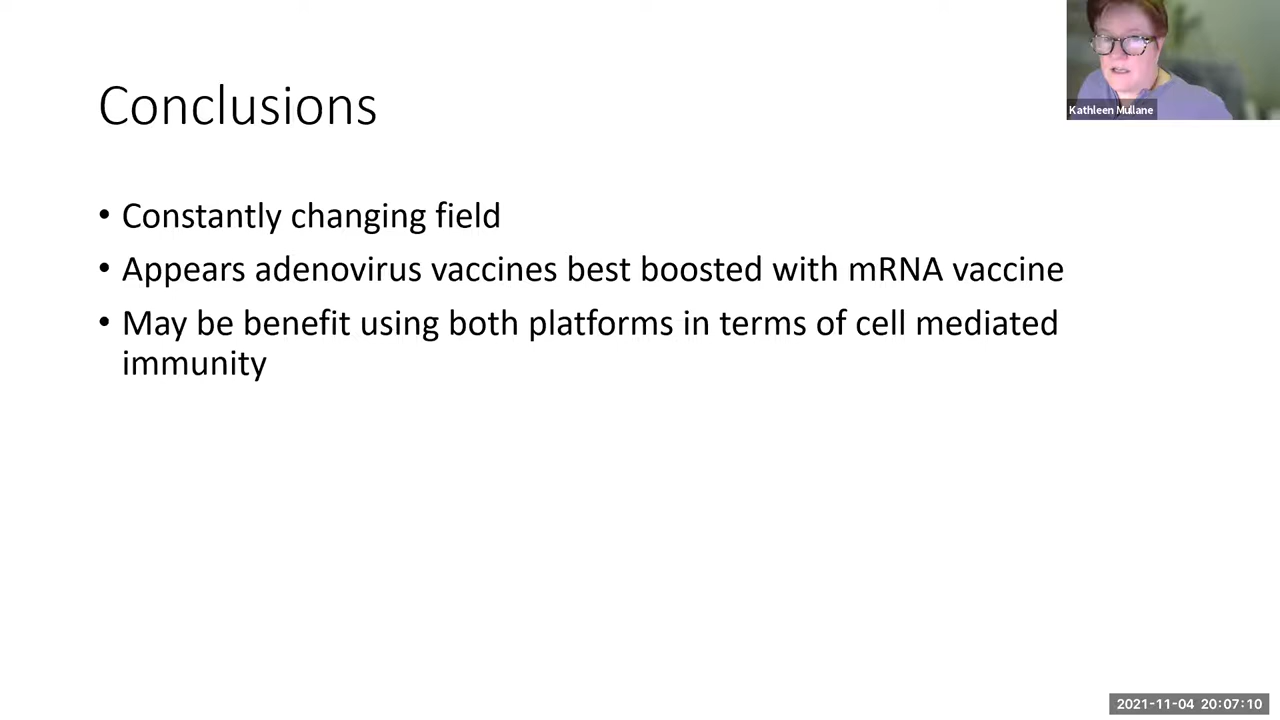 Conclusions
Kathleen Mullane
• Constantly changing field
• Appears adenovirus vaccines best boosted with mRNA vaccine
• May be benefit using both platforms in terms of cell mediated
immunity
2021-11-04 20:07:10